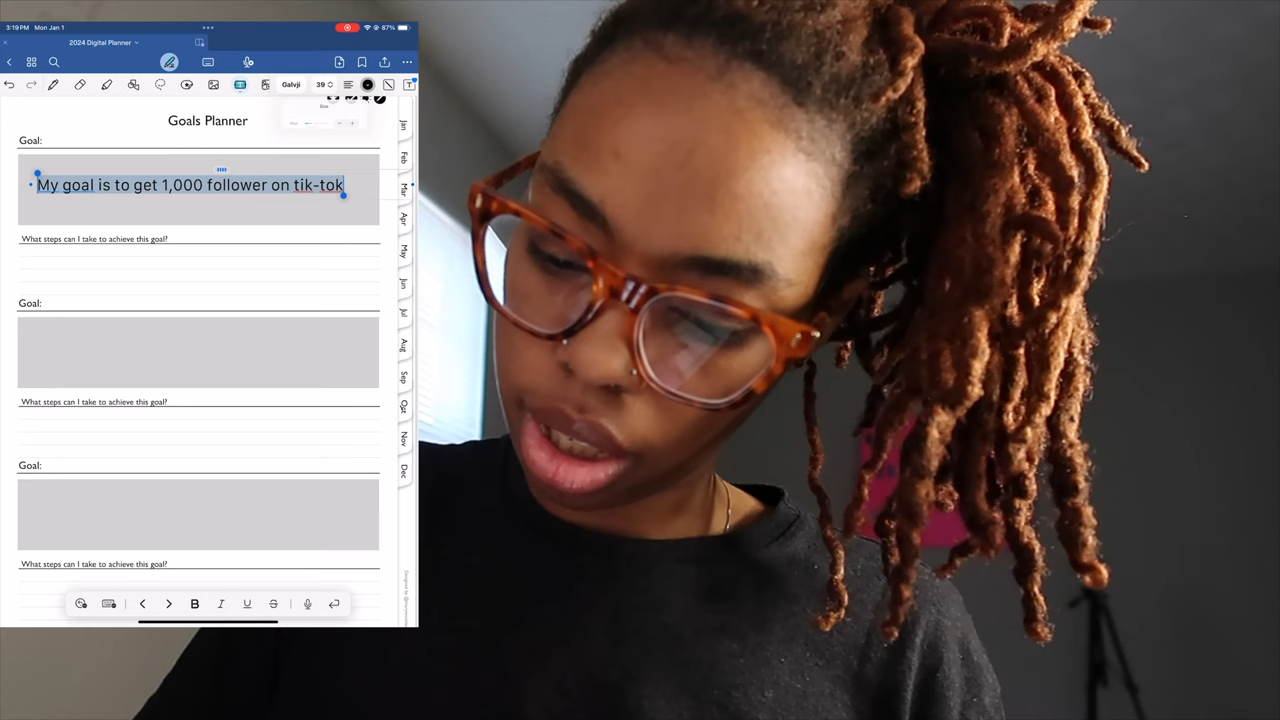 3:19 PM Mon Jan 1
87%
2024 Digital Planner
Galvji
39
Goals Planner
Goal:
My goal is to get 1,000 follower on tik-tok
What steps can I take to achieve this goal?
Goal:
What steps can I take to achieve this goal?
Goal:
What steps can I take to achieve this goal?
B I U S
Jan
Feb
Mar
Apr
May
Jun
Jul
Aug
Sep
Oct
Nov
Dec